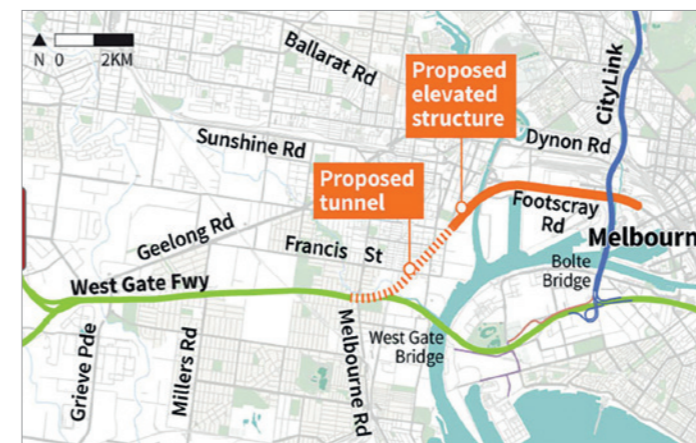 Ballarat Rd
N 0 2KM
Proposed
elevated
structure
CityLink
Sunshine Rd
Dynon Rd
Proposed
tunnel
Footscray
Rd
Geelong Rd
Francis St
Melbourn
Bolte
Bridge
West Gate Fwy
West Gate
Bridge
Grieve Pde
Millers Rd
Melbourne Rd